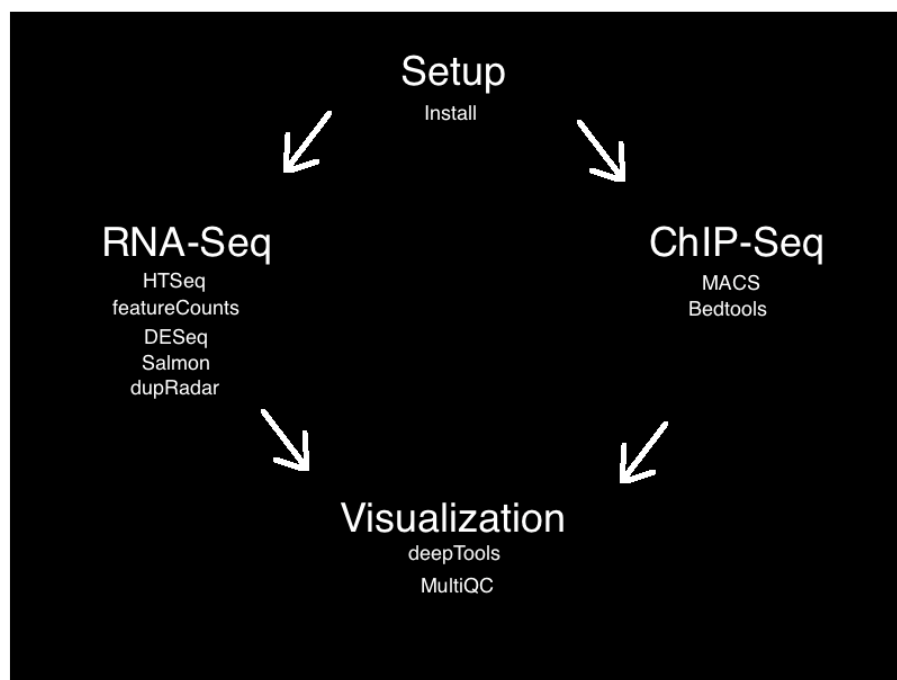 Setup
Install
RNA-Seq
HTSeq
featureCounts
DESeq
Salmon
dupRadar
ChIP-Seq
MACS
Bedtools
Visualization
deepTools
MultiQC